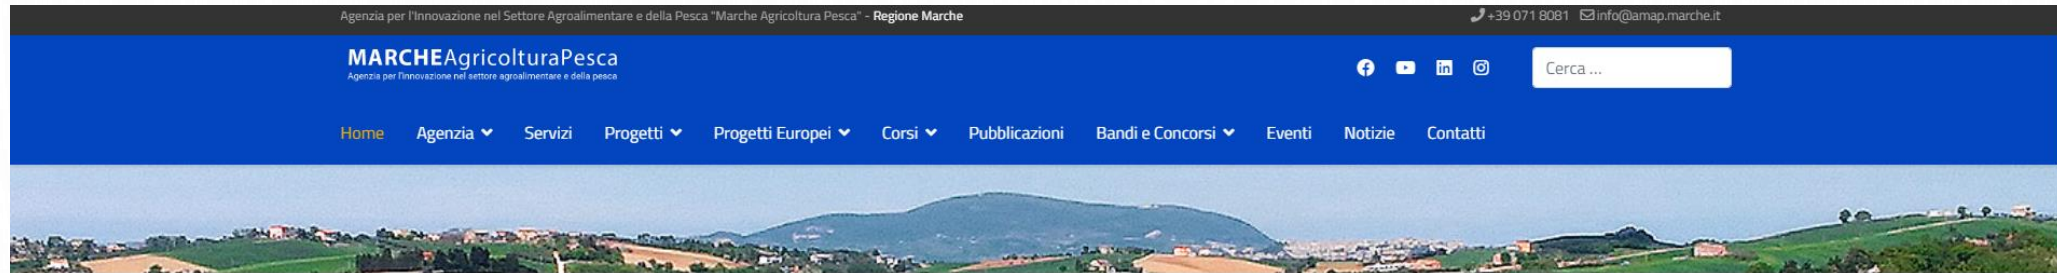 Agenzia per l'Innovazione nel Settore Agroalimentare e della Pesca "Marche Agricoltura Pesca" - Regione Marche
+39 071 8081 info@amap.marche.it
MARCHEAgricolturaPesca
Agenzia per l'innovazione nel settore agroalimentare e della pesca
Cerca ...
Home Agenzia Servizi Progetti Progetti Europei Corsi Pubblicazioni Bandi e Concorsi Eventi Notizie Contatti